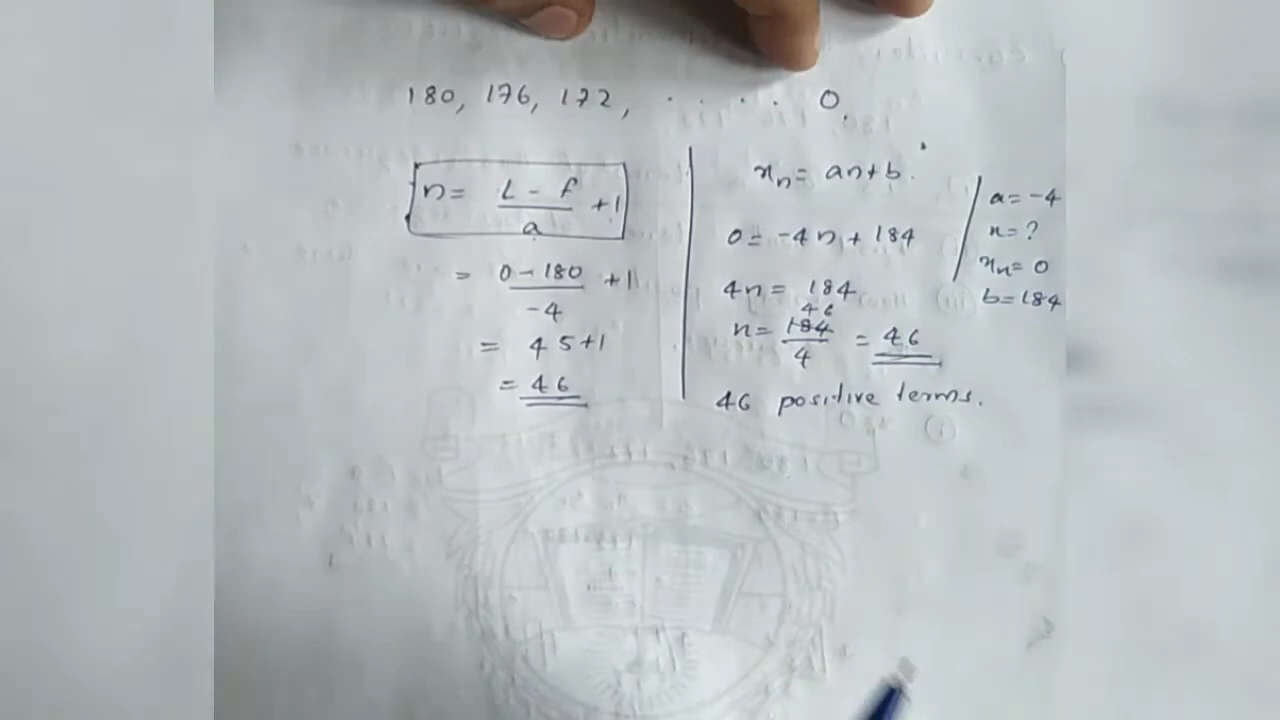 180, 176, 172, . . . . . 0.
n = L - f / a + 1
= 0 - 180 / -4 + 1
= 45 + 1
= 46
xn = an + b.
0 = -4n + 184
4n = 184
n = 184 / 4 = 46
46
46 positive terms.
a = -4
n = ?
xn = 0
b = 184